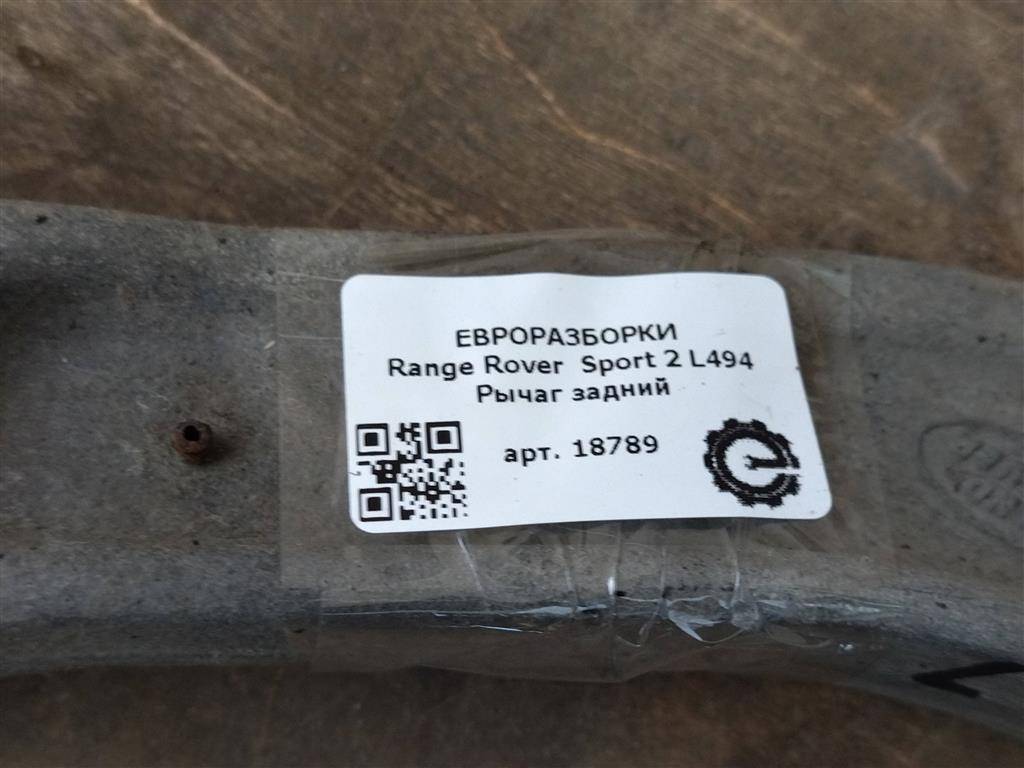 ЕВРОРАЗБОРКИ
Range Rover Sport 2 L494
Рычаг задний
арт. 18789